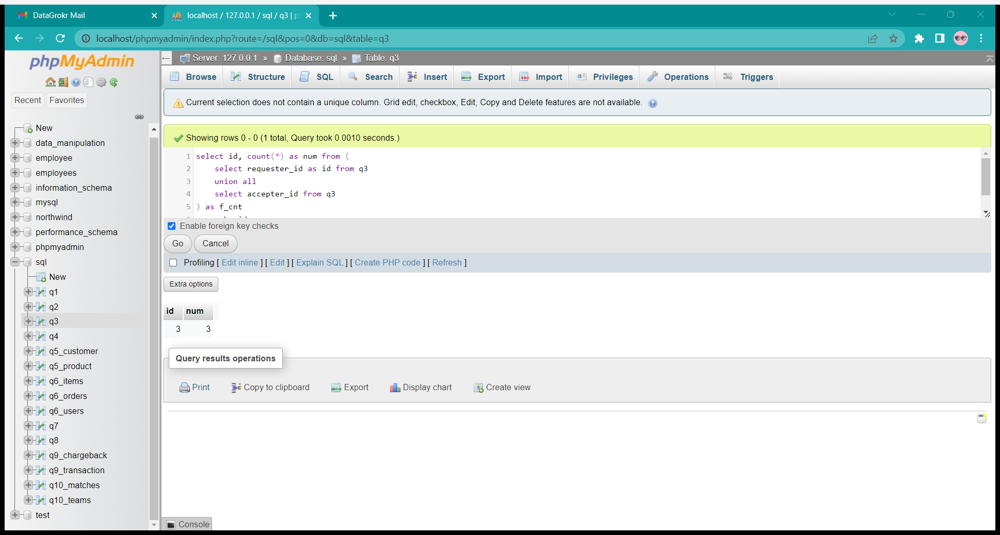 DataGrokr Mail
localhost / 127.0.0.1 / sql / q3 | p
localhost/phpmyadmin/index.php?route=/sql&pos=0&db=sql&table=q3
phpMyAdmin
Recent Favorites
New
data_manipulation
employee
employees
information_schema
mysql
northwind
performance_schema
phpmyadmin
sql
New
q1
q2
q3
q4
q5_customer
q5_product
q6_items
q6_orders
q6_users
q7
q8
q9_chargeback
q9_transaction
q10_matches
q10_teams
test
Server: 127.0.0.1 » Database: sql » Table: q3
Browse Structure SQL Search Insert Export Import Privileges Operations Triggers
Current selection does not contain a unique column. Grid edit, checkbox, Edit, Copy and Delete features are not available.
Showing rows 0 - 0 (1 total, Query took 0.0010 seconds.)
1 select id, count(*) as num from (
2 select requester_id as id from q3
3 union all
4 select accepter_id from q3
5 ) as f_cnt
Enable foreign key checks
Go Cancel
Profiling [ Edit inline ] [ Edit ] [ Explain SQL ] [ Create PHP code ] [ Refresh ]
Extra options
id num
3 3
Query results operations
Print Copy to clipboard Export Display chart Create view
Console